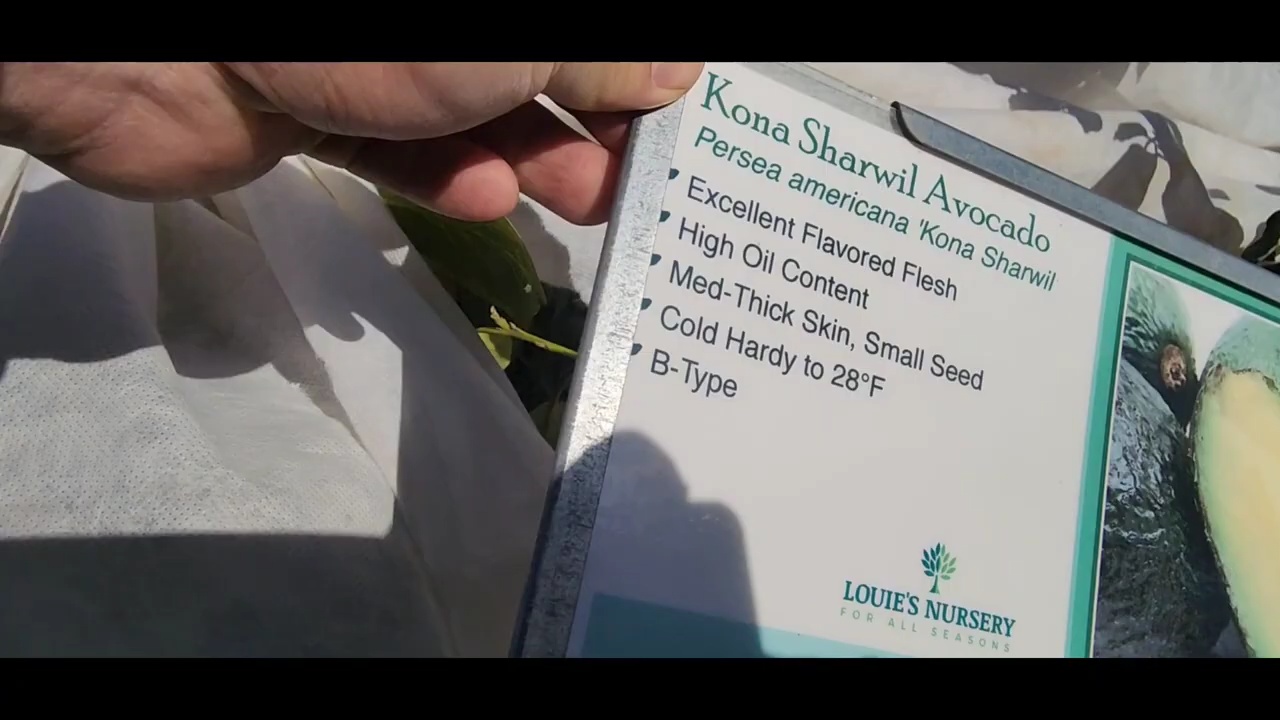 Kona Sharwil Avocado
Persea americana 'Kona Sharwil
Excellent Flavored Flesh
High Oil Content
Med-Thick Skin, Small Seed
Cold Hardy to 28°F
B-Type
LOUIE'S NURSERY
FOR ALL SEASONS